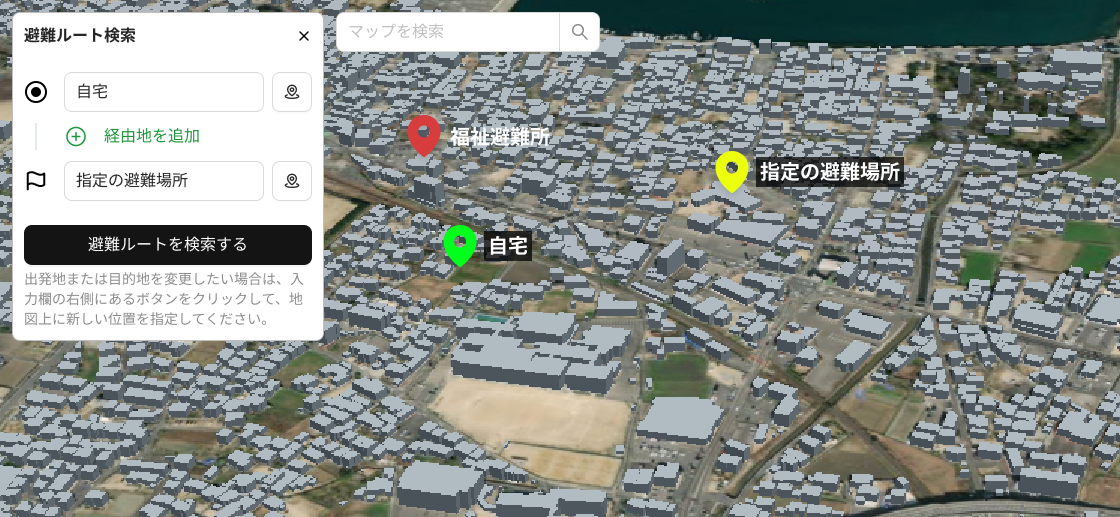 避難ルート検索
マップを検索
自宅
経由地を追加
指定の避難場所
避難ルートを検索する
出発地または目的地を変更したい場合は、入
力欄の右側にあるボタンをクリックして、地
図上に新しい位置を指定してください。
福祉避難所
指定の避難場所
自宅